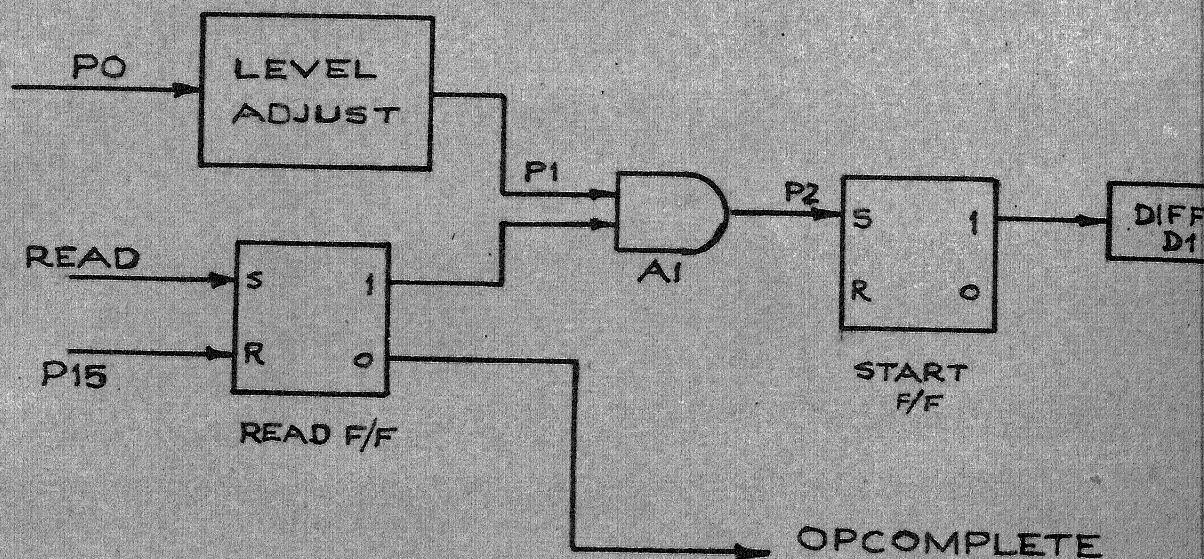 PO
LEVEL
ADJUST
P1
A1
P2
S 1
R 0
START
F/F
DIFF
D1
READ
P15
S 1
R 0
READ F/F
OPCOMPLETE